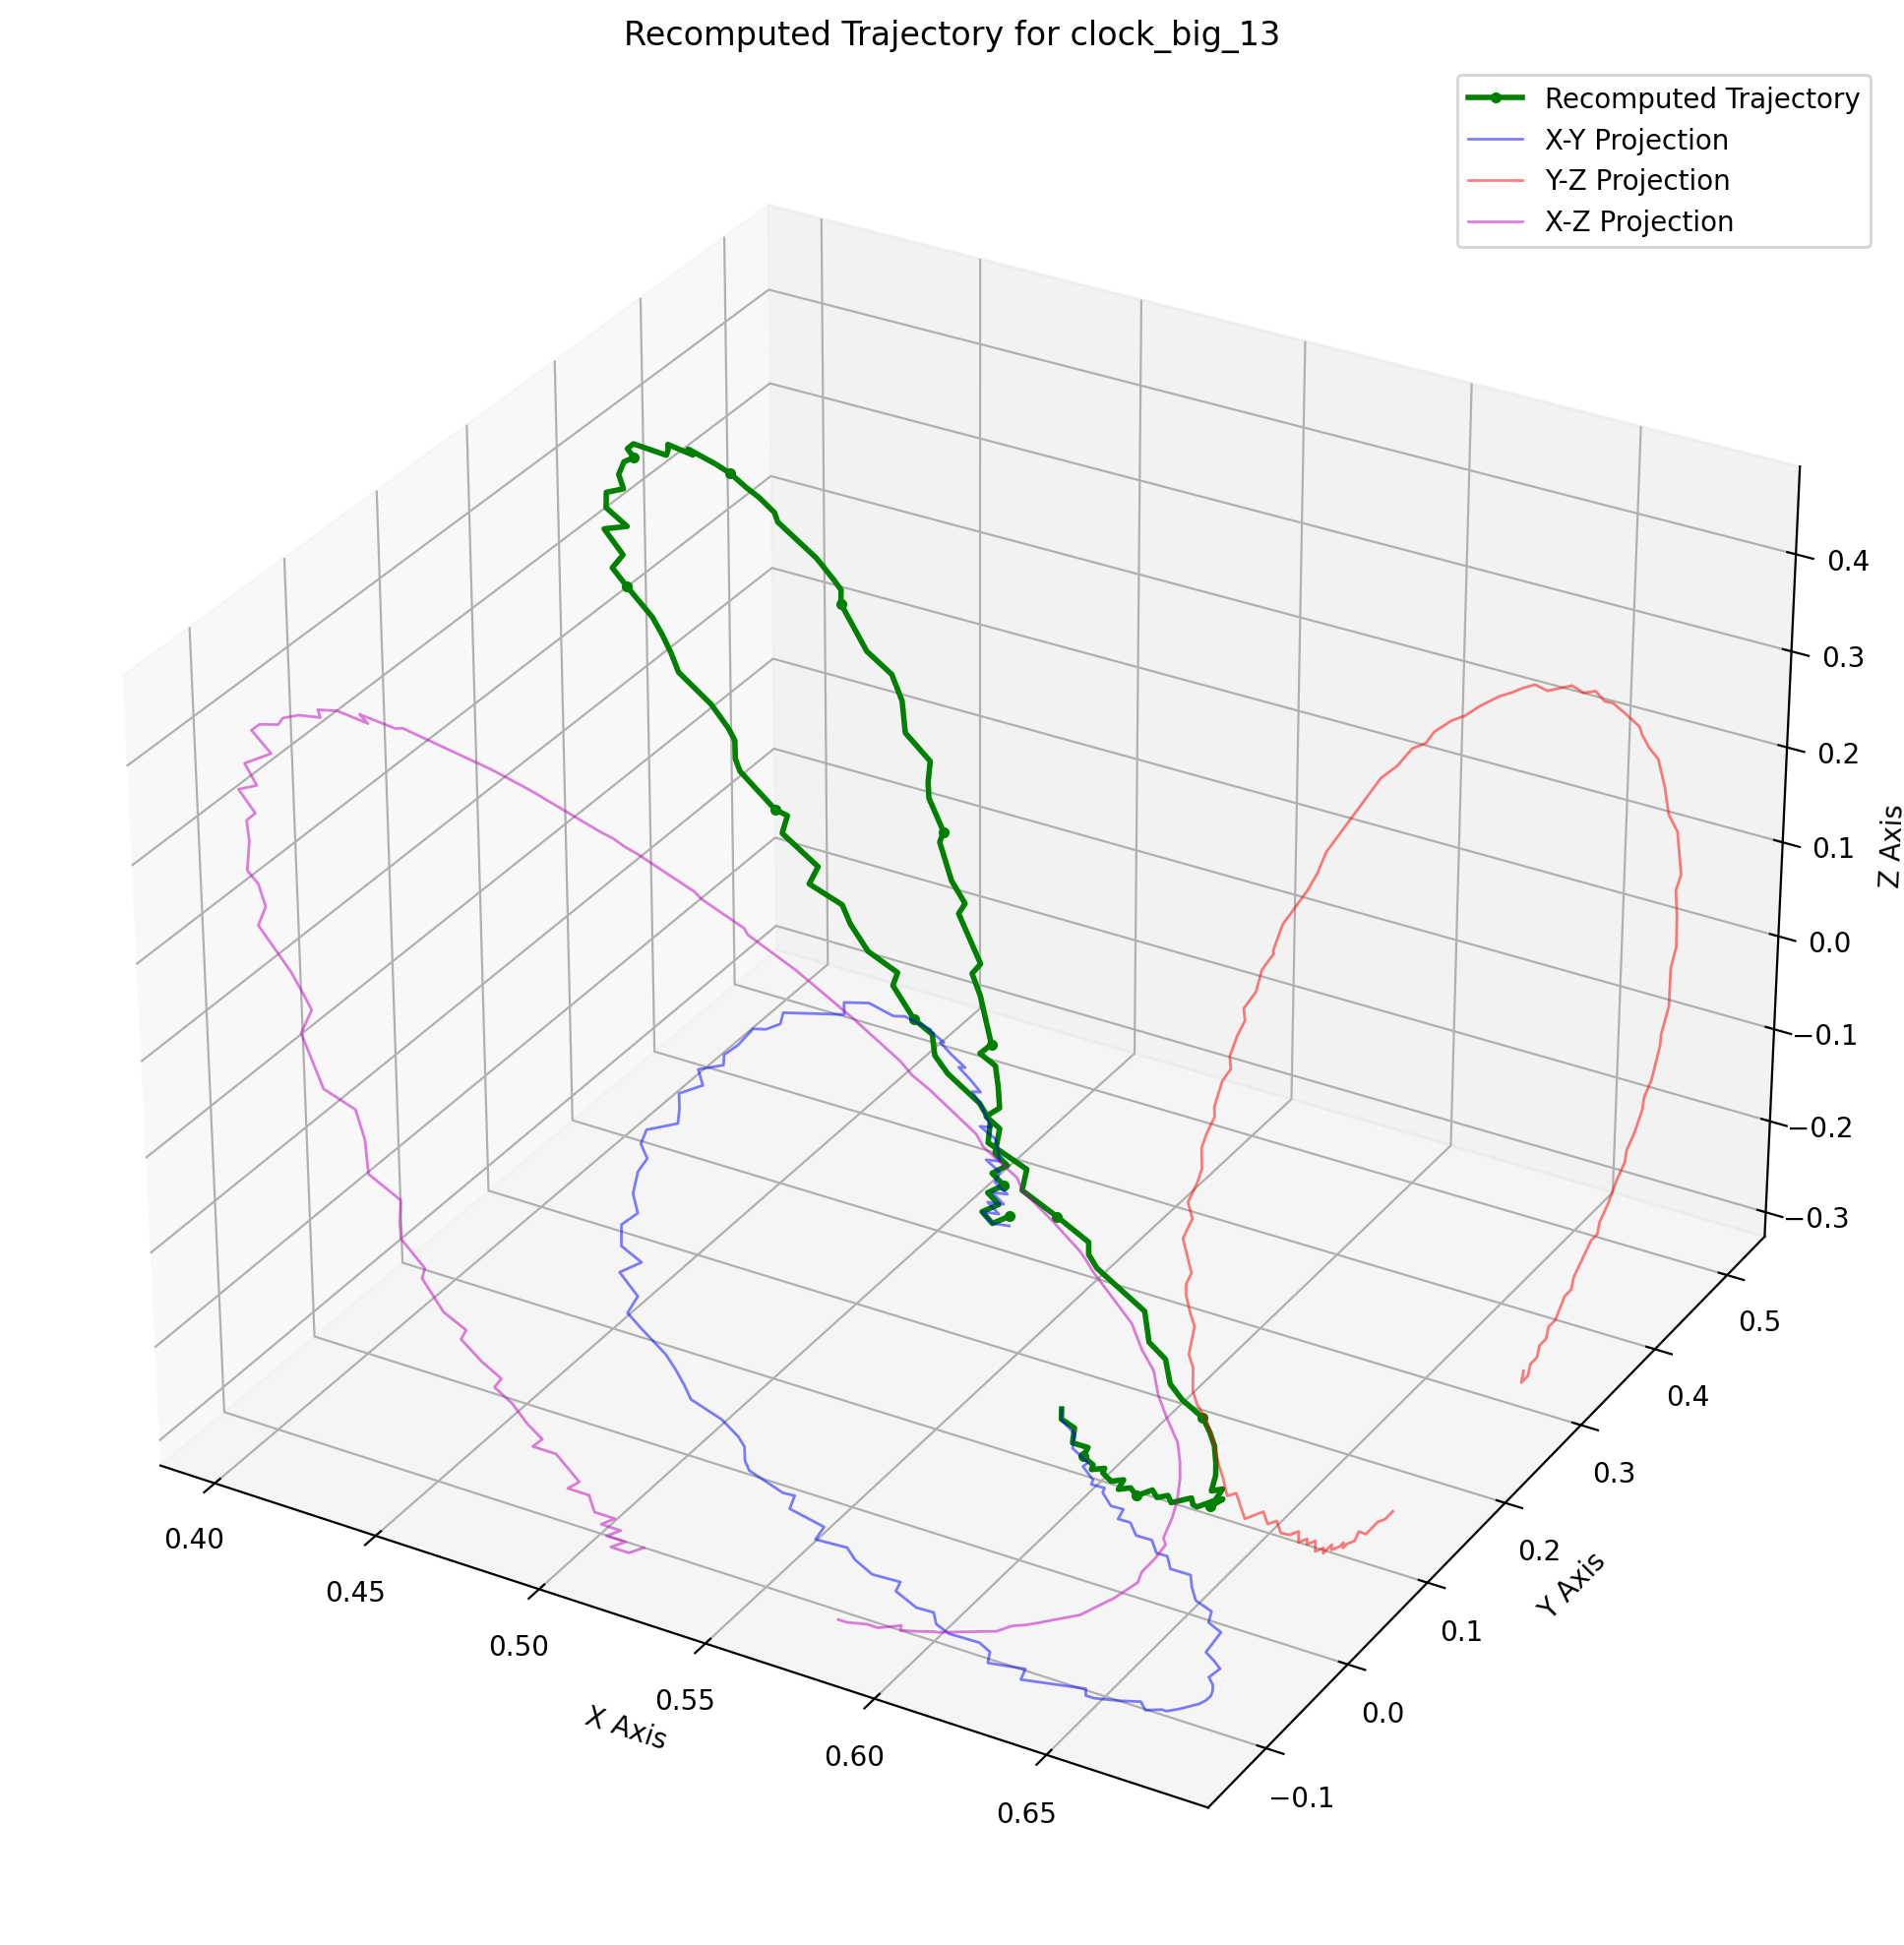 Recomputed Trajectory for clock_big_13
Recomputed Trajectory
X-Y Projection
Y-Z Projection
X-Z Projection
0.4
0.3
0.2
0.1
0.0
−0.1
−0.2
−0.3
Z Axis
0.5
0.4
0.3
0.2
0.1
0.0
−0.1
Y Axis
0.40
0.45
0.50
0.55
0.60
0.65
X Axis